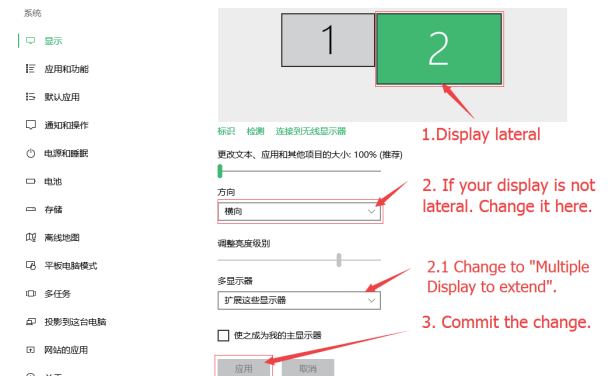 系统
显示
应用和功能
默认应用
通知和操作
电源和睡眠
电池
存储
离线地图
平板电脑模式
多任务
投影到这台电脑
网站的应用
1
2
标识 检测 连接到无线显示器
更改文本、应用和其他项目的大小: 100% (推荐)
方向
横向
调整亮度级别
多显示器
扩展这些显示器
使之成为我的主显示器
应用 取消
1.Display lateral
2. If your display is not
lateral. Change it here.
2.1 Change to "Multiple
Display to extend".
3. Commit the change.